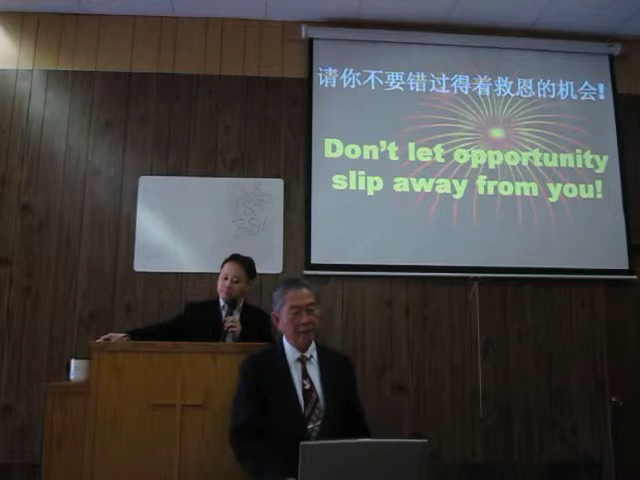 请你不要错过得着救恩的机会!
Don't let opportunity
slip away from you!